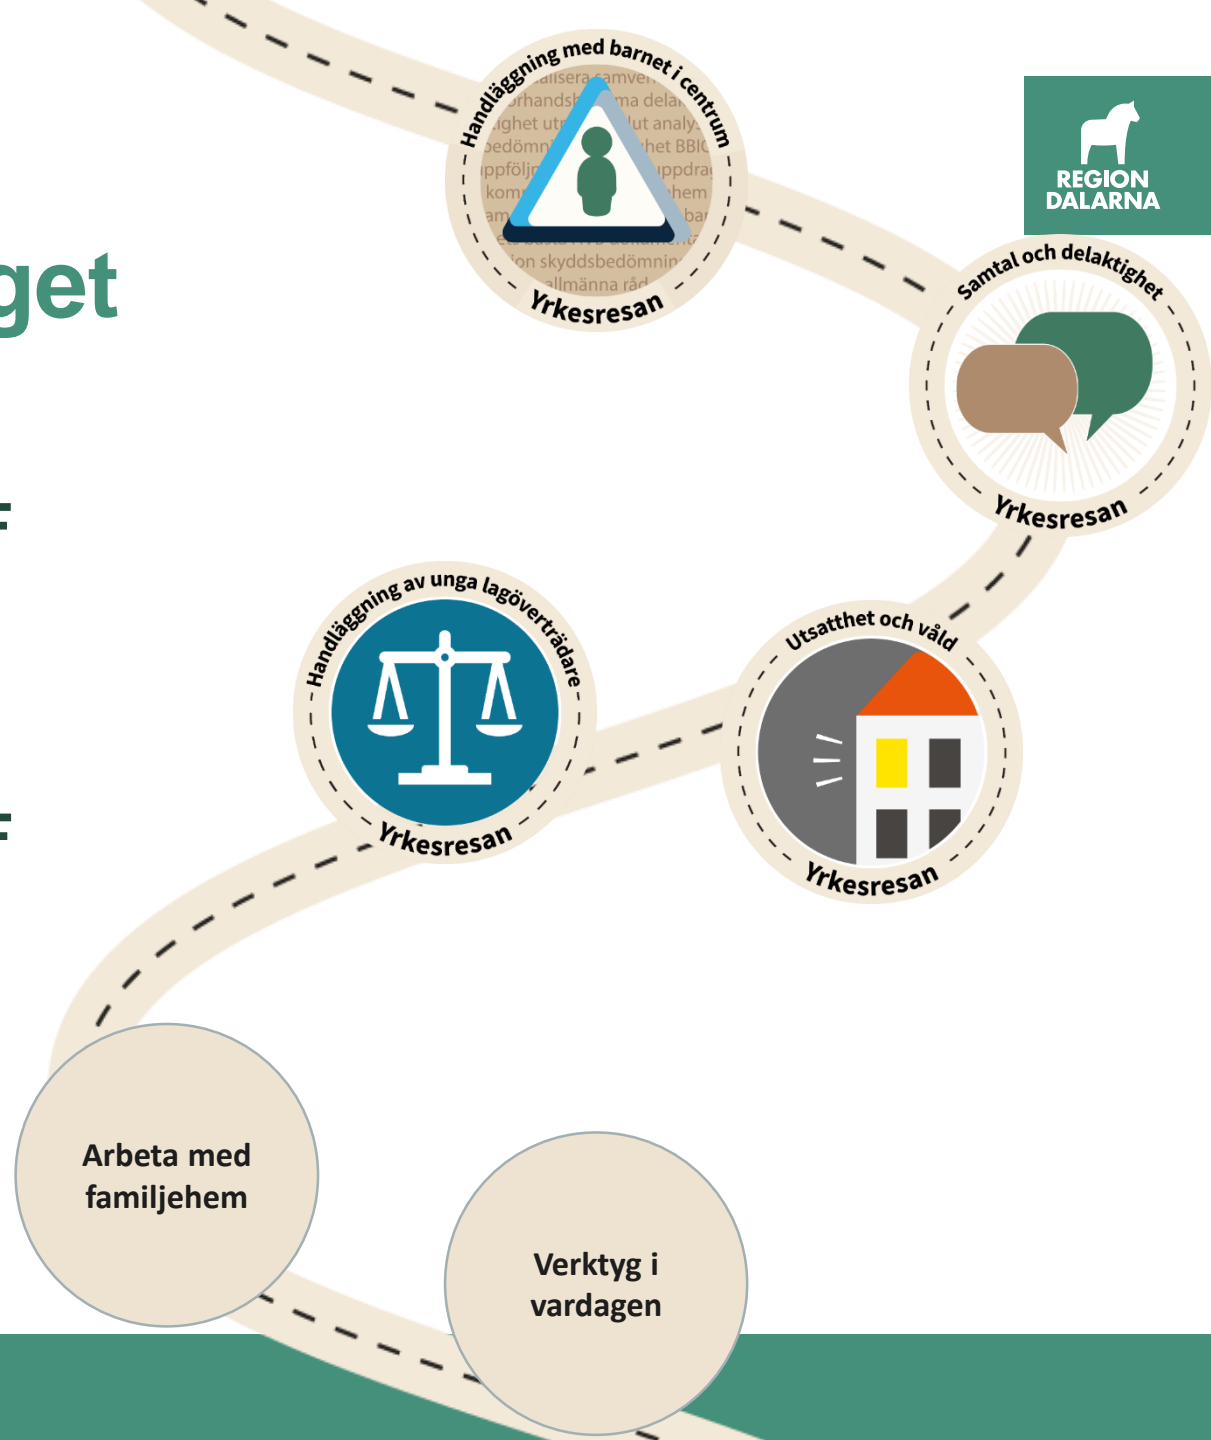 Handläggning med barnet i centrum
Yrkesresan
REGION
DALARNA
get
Samtal och delaktighet
Yrkesresan
F
Handläggning av unga lagöverträdare
Yrkesresan
Utsatthet och våld
Yrkesresan
F
Arbeta med
familjehem
Verktyg i
vardagen